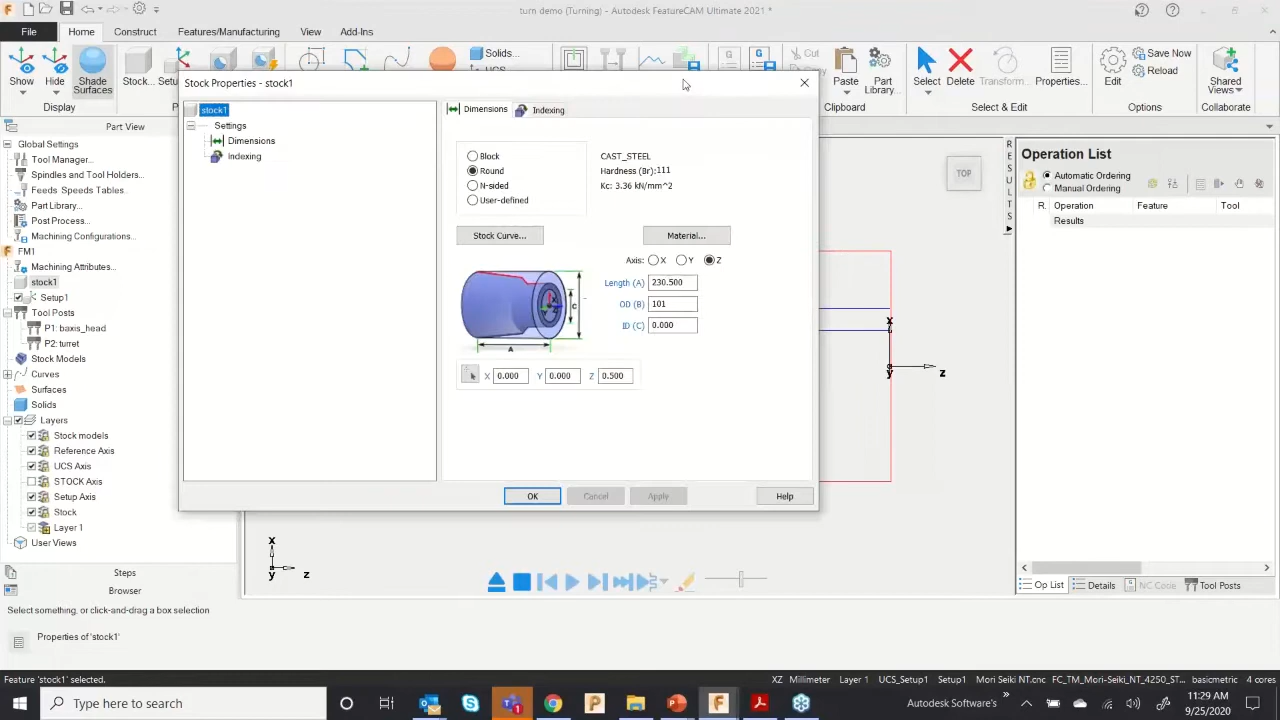 turn demo (Turning) - Autodesk FeatureCAM Ultimate 2021 *
File
Home
Construct
Features/Manufacturing
View
Add-Ins
Show
Hide
Shade
Surfaces
Stock...
Solids...
Cut
Paste
Part
Library...
Select
Delete
Transform...
Properties...
Edit
Save Now
Reload
Shared
Views
Display
Clipboard
Select & Edit
Options
Collaborate
Part View
Global Settings
Tool Manager...
Spindles and Tool Holders...
Feeds Speeds Tables..
Part Library...
Post Process...
Machining Configurations...
FM1
Machining Attributes...
stock1
Setup1
Tool Posts
P1: baxis_head
P2: turret
Stock Models
Curves
Surfaces
Solids
Layers
Stock models
Reference Axis
UCS Axis
STOCK Axis
Setup Axis
Stock
Layer 1
User Views
Steps
Browser
Stock Properties - stock1
stock1
Settings
Dimensions
Indexing
Dimensions
Indexing
Block
Round
N-sided
User-defined
CAST_STEEL
Hardness (Br):111
Kc: 3.36 kN/mm^2
Stock Curve...
Material...
Axis: X Y Z
Length (A) 230.500
OD (B) 101
ID (C) 0.000
A
C
X 0.000 Y 0.000 Z 0.500
OK
Cancel
Apply
Help
TOP
x
y
z
x
y
z
RESULTS
Operation List
Automatic Ordering
Manual Ordering
R. Operation Feature Tool
Results
Op List
Details
NC Code
Tool Posts
Select something, or click-and-drag a box selection
Properties of 'stock1'
Feature 'stock1' selected.
XZ Millimeter Layer 1 UCS_Setup1 Setup1 Mori Seiki NT.cnc FC_TM_Mori-Seiki_NT_4250_ST... basicmetric 4 cores
Type here to search
Autodesk Software's
11:29 AM
9/25/2020